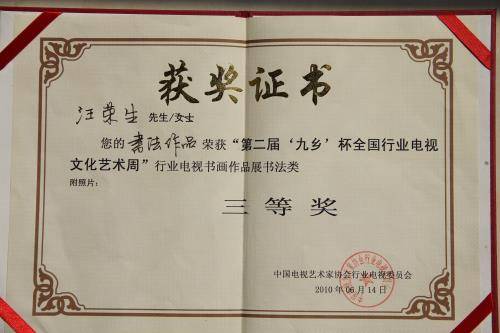 获奖证书
汪荣生 先生/女士
您的 书法作品 荣获“第二届‘九乡’杯全国行业电视
文化艺术周”行业电视书画作品展书法类
附照片：
三等奖
中国电视艺术家协会行业电视委员会
2010年06月14日